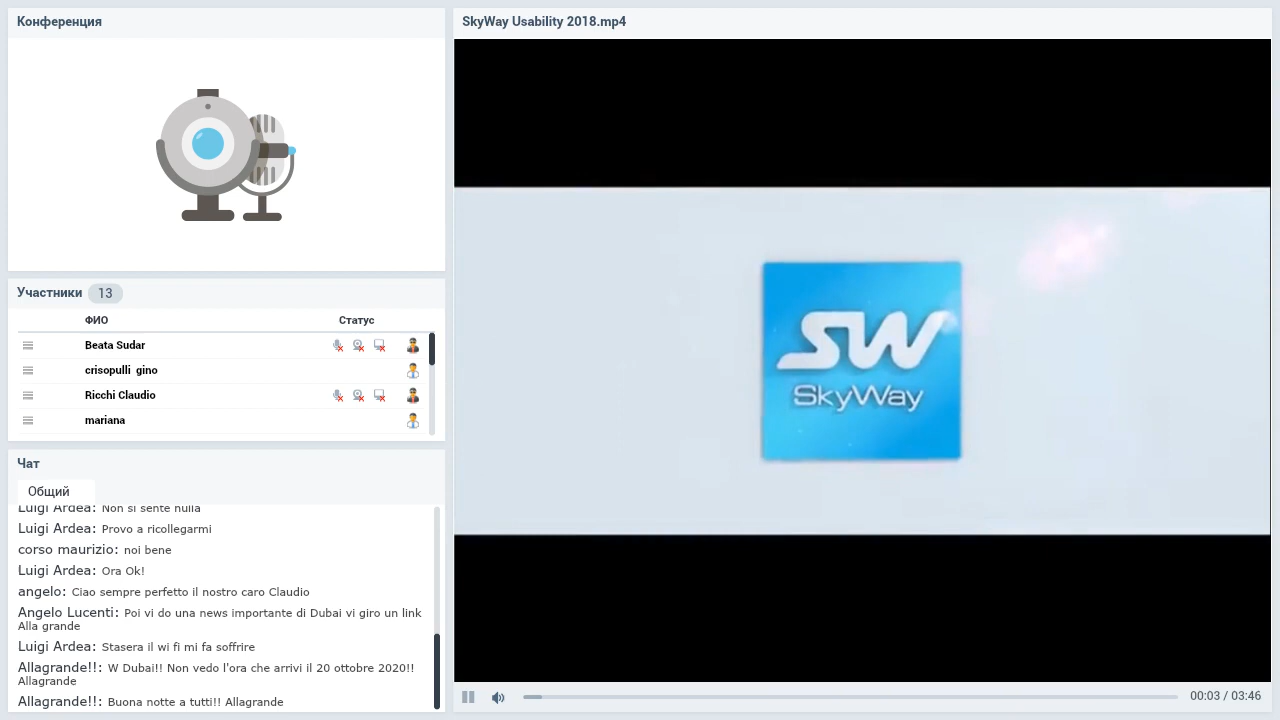 Конференция
SkyWay Usability 2018.mp4
SW
SkyWay
Участники 13
ФИО Статус
Beata Sudar
crisopulli gino
Ricchi Claudio
mariana
Чат
Общий
Luigi Ardea: Non si sente nulla
Luigi Ardea: Provo a ricollegarmi
corso maurizio: noi bene
Luigi Ardea: Ora Ok!
angelo: Ciao sempre perfetto il nostro caro Claudio
Angelo Lucenti: Poi vi do una news importante di Dubai vi giro un link
Alla grande
Luigi Ardea: Stasera il wi fi mi fa soffrire
Allagrande!!: W Dubai!! Non vedo l'ora che arrivi il 20 ottobre 2020!!
Allagrande
Allagrande!!: Buona notte a tutti!! Allagrande
00:03 / 03:46